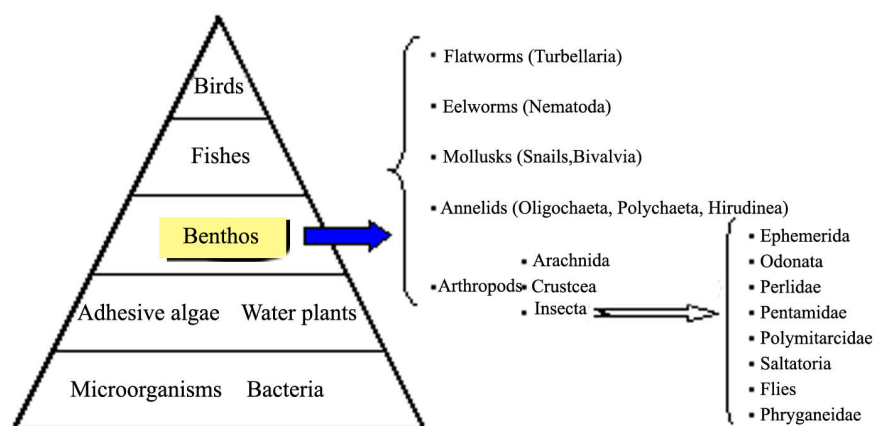 Birds
Fishes
Benthos
Adhesive algae Water plants
Microorganisms Bacteria
Flatworms (Turbellaria)
Eelworms (Nematoda)
Mollusks (Snails,Bivalvia)
Annelids (Oligochaeta, Polychaeta, Hirudinea)
Arthropods
Arachnida
Crustcea
Insecta
Ephemerida
Odonata
Perlidae
Pentamidae
Polymitarcidae
Saltatoria
Flies
Phryganeidae